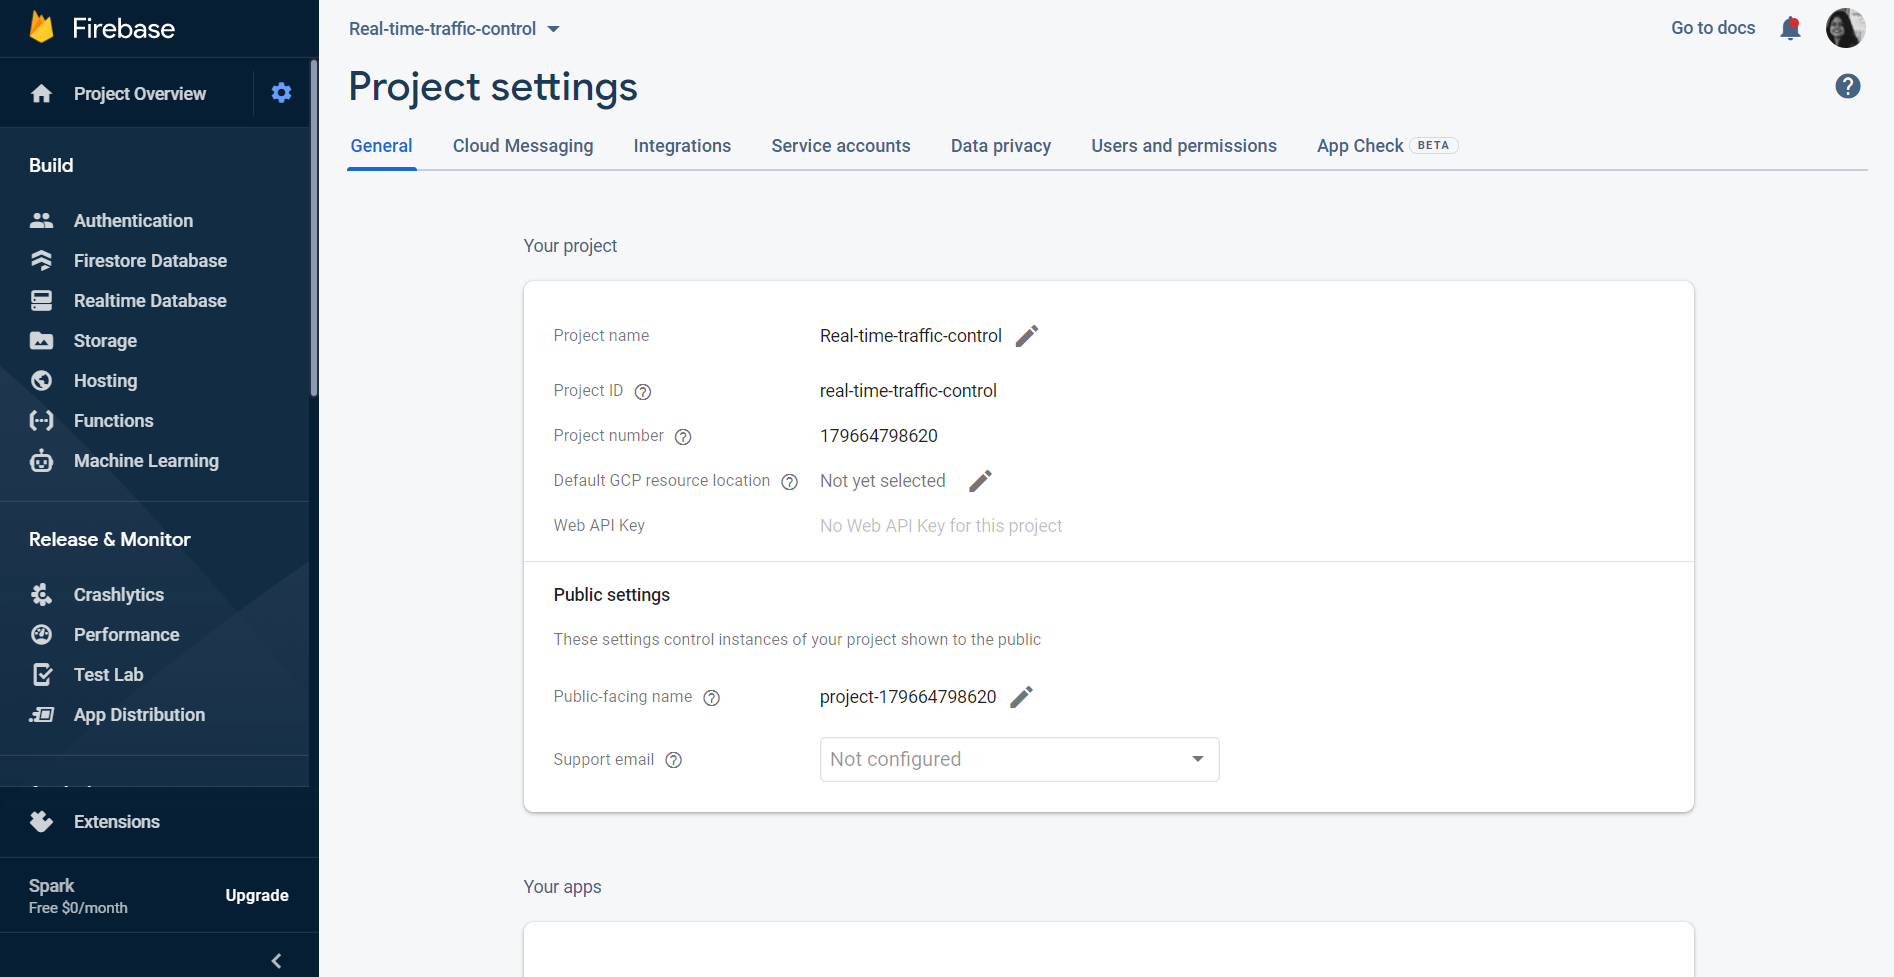 Firebase
Project Overview
Build
Authentication
Firestore Database
Realtime Database
Storage
Hosting
Functions
Machine Learning
Release & Monitor
Crashlytics
Performance
Test Lab
App Distribution
Extensions
Spark
Free $0/month
Upgrade
Real-time-traffic-control
Go to docs
Project settings
General Cloud Messaging Integrations Service accounts Data privacy Users and permissions App Check BETA
Your project
Project name Real-time-traffic-control
Project ID real-time-traffic-control
Project number 179664798620
Default GCP resource location Not yet selected
Web API Key No Web API Key for this project
Public settings
These settings control instances of your project shown to the public
Public-facing name project-179664798620
Support email Not configured
Your apps